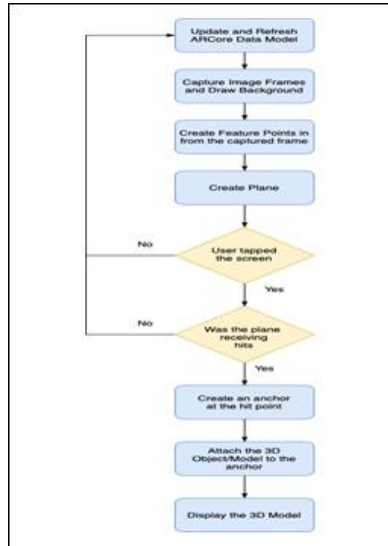 Update and Refresh
ARCore Data Model
Capture Image Frames
and Draw Background
Create Feature Points in
from the captured frame
Create Plane
No
User tapped
the screen
Yes
No
Was the plane
receiving
hits
Yes
Create an anchor
at the hit point
Attach the 3D
Object/Model to the
anchor
Display the 3D Model